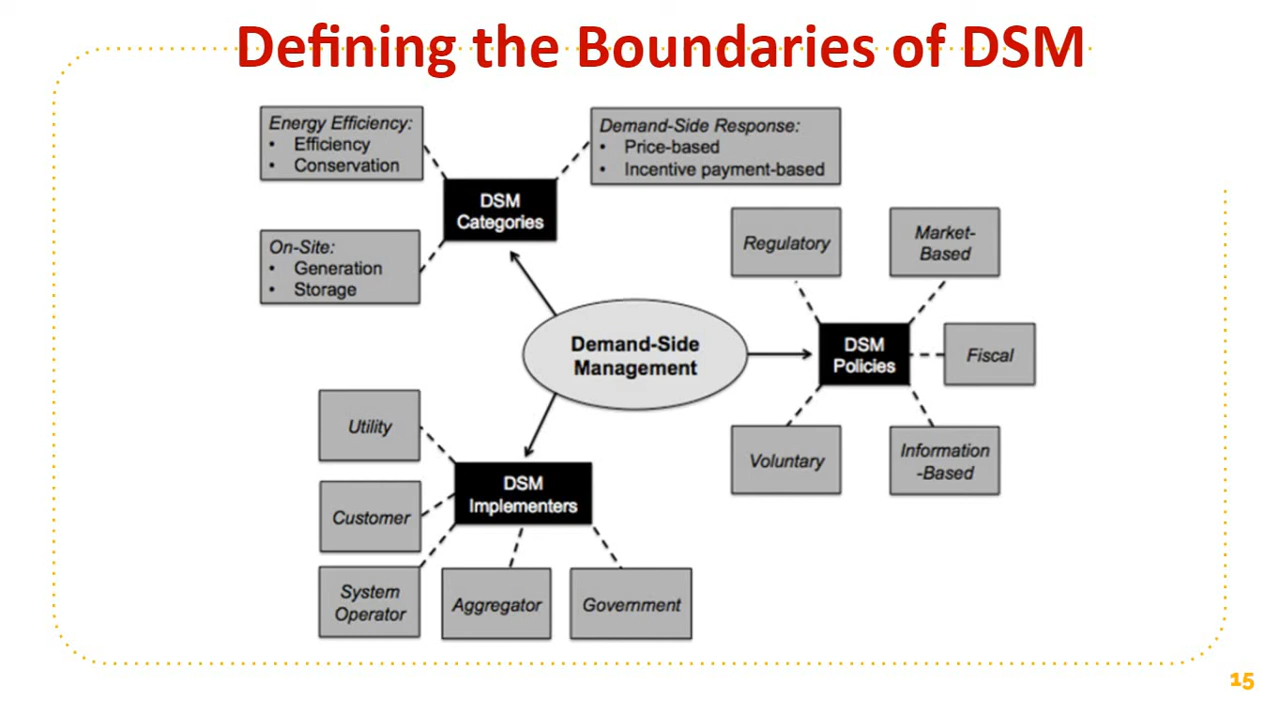 Defining the Boundaries of DSM
Energy Efficiency:
• Efficiency
• Conservation
Demand-Side Response:
• Price-based
• Incentive payment-based
DSM
Categories
On-Site:
• Generation
• Storage
Regulatory
Market-
Based
Demand-Side
Management
DSM
Policies
Fiscal
Voluntary
Information
-Based
Utility
DSM
Implementers
Customer
System
Operator
Aggregator
Government
15